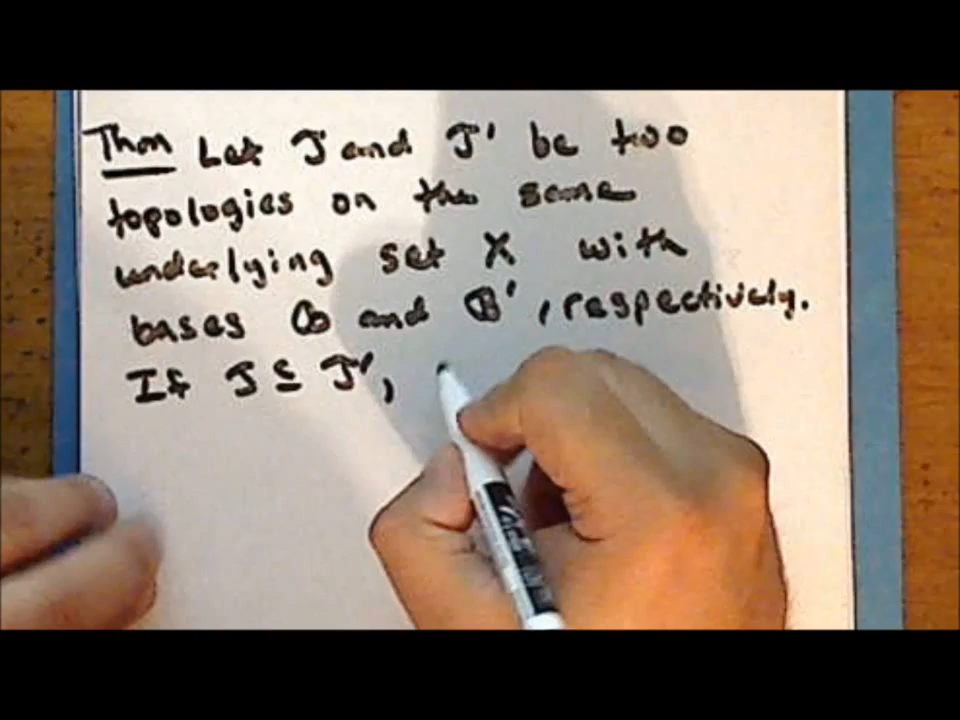 Thm Let J and J' be two
topologies on the same
underlying set X with
bases B and B', respectively.
If J ⊆ J',